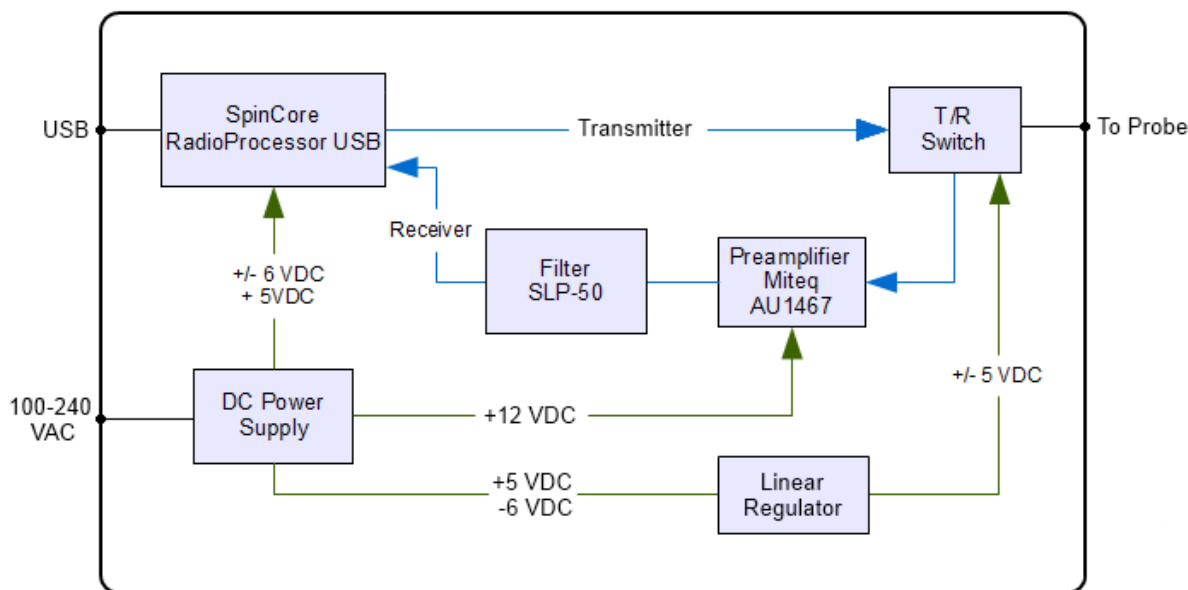 SpinCore
RadioProcessor USB
USB
Transmitter
T/R
Switch
To Probe
Receiver
Filter
SLP-50
Preamplifier
Miteq
AU1467
+/- 6 VDC
+ 5VDC
+/- 5 VDC
100-240
VAC
DC Power
Supply
+12 VDC
+5 VDC
-6 VDC
Linear
Regulator